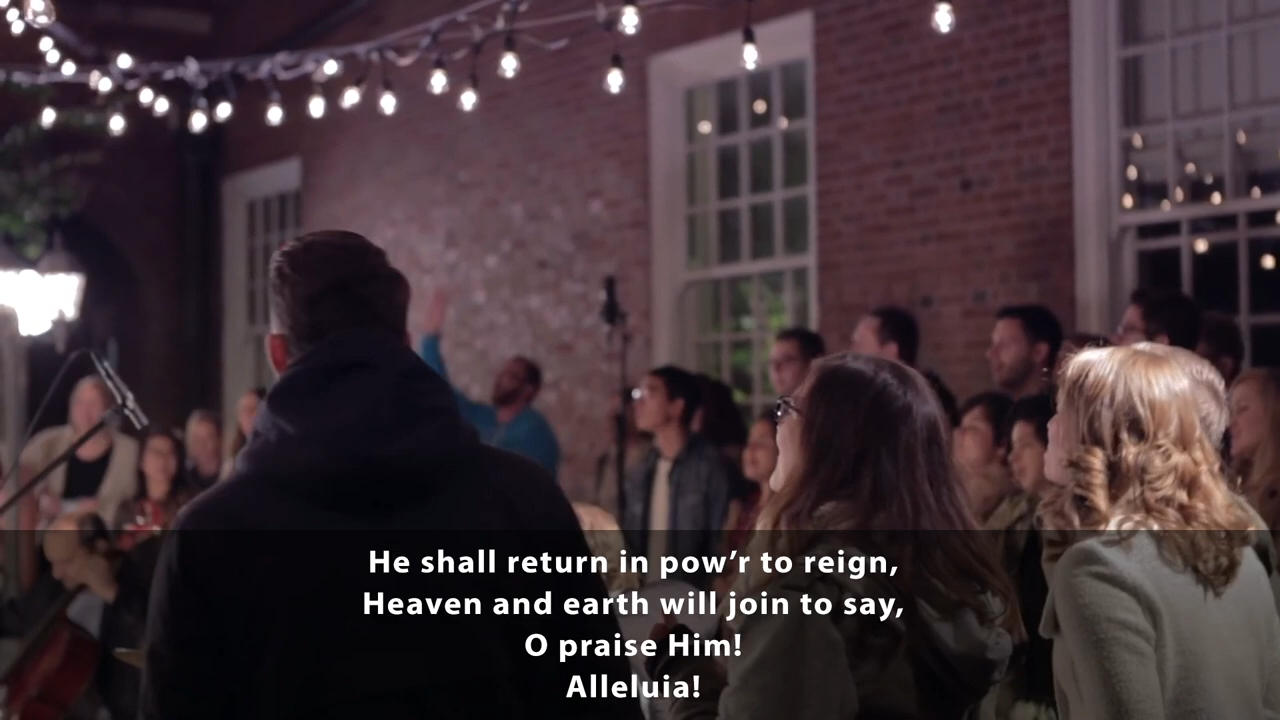 He shall return in pow’r to reign,
Heaven and earth will join to say,
O praise Him!
Alleluia!